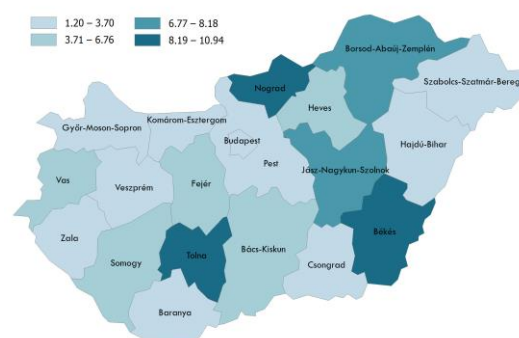 1.20 – 3.70
6.77 – 8.18
3.71 – 6.76
8.19 – 10.94
Borsod-Abaúj-Zemplén
Szabolcs-Szatmár-Bereg
Nograd
Heves
Győr-Moson-Sopron
Komárom-Esztergom
Budapest
Hajdú-Bihar
Pest
Jász-Nagykun-Szolnok
Vas
Veszprém
Fejér
Zala
Somogy
Tolna
Bács-Kiskun
Békés
Csongrad
Baranya